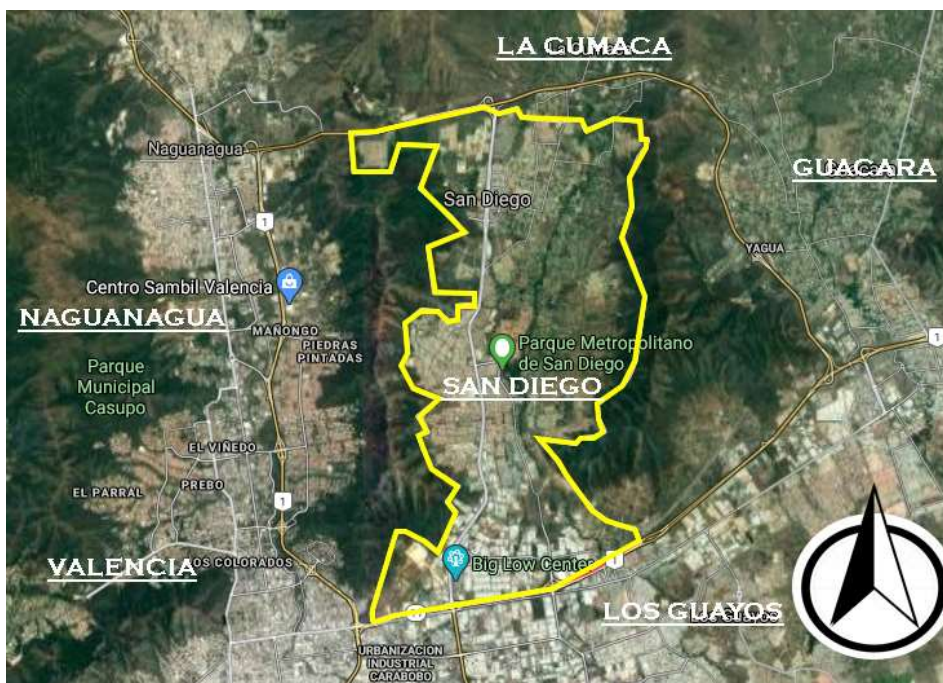 LA CUMACA
Naguanagua
GUACARA
1
San Diego
YAGUA
Centro Sambil Valencia
NAGUANAGUA
MAÑONGO
PIEDRAS
PINTADAS
1
Parque Metropolitano
de San Diego
Parque
Municipal
Casupo
SAN DIEGO
EL VIÑEDO
EL PARRAL
PREBO
1
VALENCIA
OS COLORADOS
Big Low Center
1
LOS GUAYOS
Los Guayos
URBANIZACION
INDUSTRIAL
CARABOBO